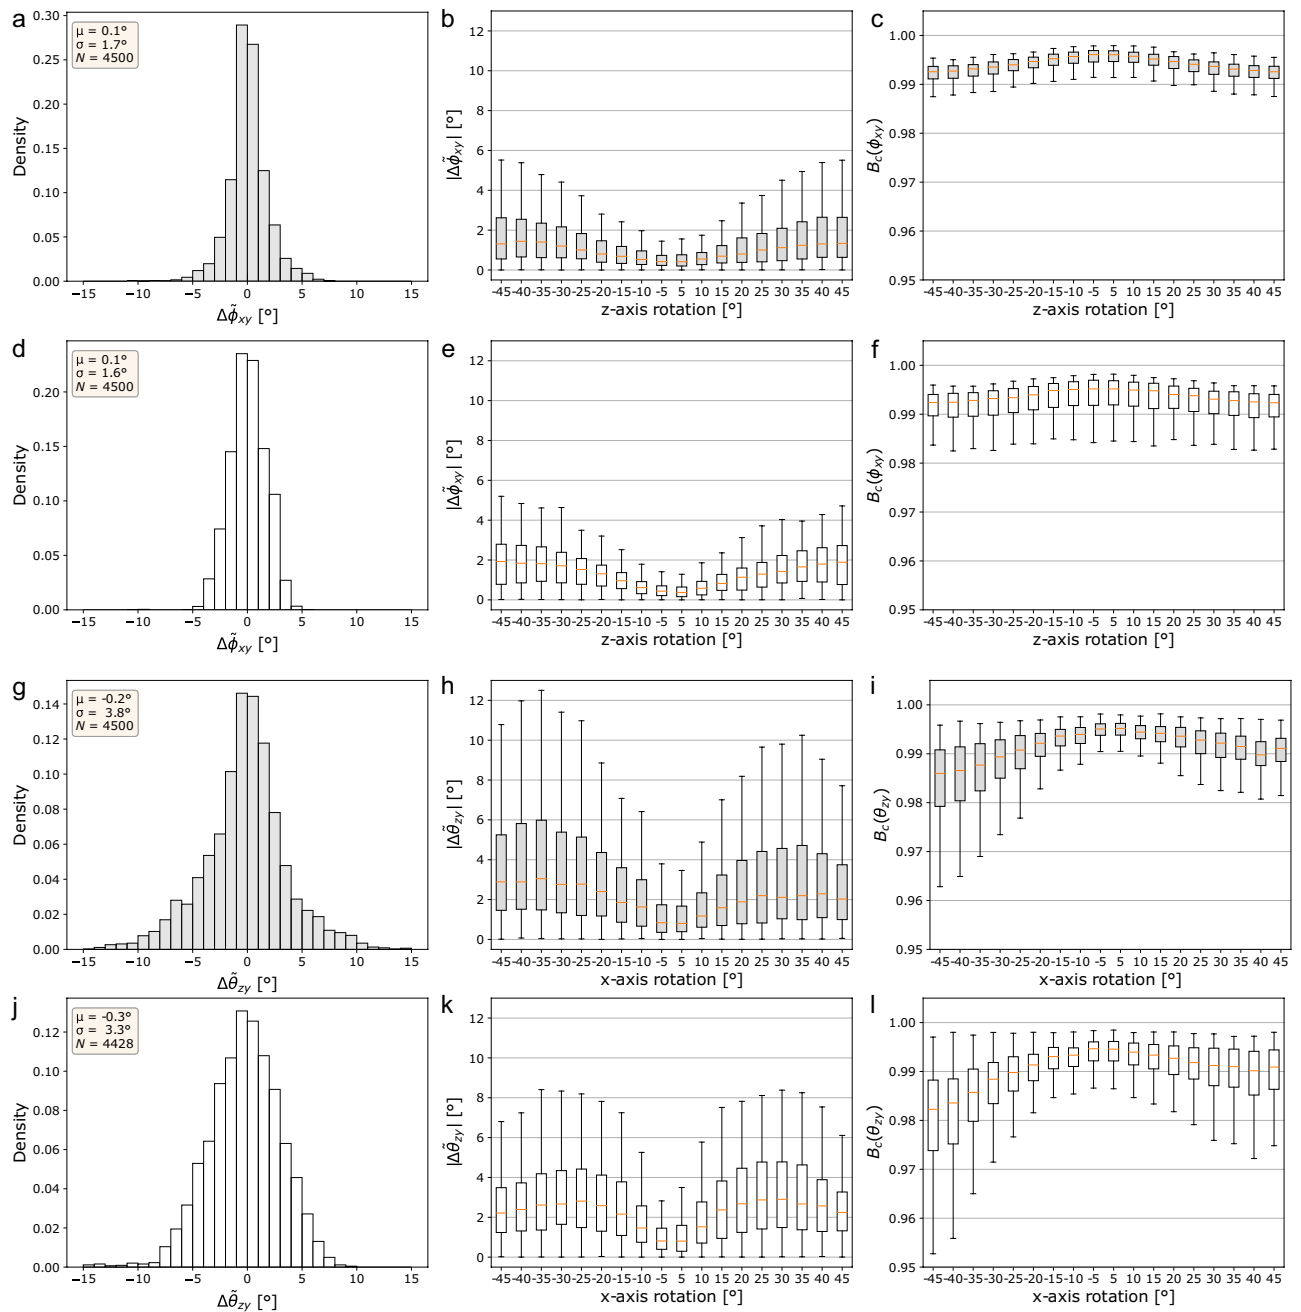 a
μ = 0.1°
σ = 1.7°
N = 4500
0.30
0.25
0.20
0.15
0.10
0.05
0.00
Density
−15 −10 −5 0 5 10 15
Δϕ̃xy [°]
b
12
10
8
6
4
2
0
|Δϕ̃xy| [°]
-45 -40 -35 -30 -25 -20 -15 -10 -5 5 10 15 20 25 30 35 40 45
z-axis rotation [°]
c
1.00
0.99
0.98
0.97
0.96
0.95
Bc(ϕxy)
-45 -40 -35 -30 -25 -20 -15 -10 -5 5 10 15 20 25 30 35 40 45
z-axis rotation [°]
d
μ = 0.1°
σ = 1.6°
N = 4500
0.20
0.15
0.10
0.05
0.00
Density
−15 −10 −5 0 5 10 15
Δϕ̃xy [°]
e
12
10
8
6
4
2
0
|Δϕ̃xy| [°]
-45 -40 -35 -30 -25 -20 -15 -10 -5 5 10 15 20 25 30 35 40 45
z-axis rotation [°]
f
1.00
0.99
0.98
0.97
0.96
0.95
Bc(ϕxy)
-45 -40 -35 -30 -25 -20 -15 -10 -5 5 10 15 20 25 30 35 40 45
z-axis rotation [°]
g
μ = -0.2°
σ = 3.8°
N = 4500
0.14
0.12
0.10
0.08
0.06
0.04
0.02
0.00
Density
−15 −10 −5 0 5 10 15
Δθ̃zy [°]
h
12
10
8
6
4
2
0
|Δθ̃zy| [°]
-45 -40 -35 -30 -25 -20 -15 -10 -5 5 10 15 20 25 30 35 40 45
x-axis rotation [°]
i
1.00
0.99
0.98
0.97
0.96
0.95
Bc(θzy)
-45 -40 -35 -30 -25 -20 -15 -10 -5 5 10 15 20 25 30 35 40 45
x-axis rotation [°]
j
μ = -0.3°
σ = 3.3°
N = 4428
0.12
0.10
0.08
0.06
0.04
0.02
0.00
Density
−15 −10 −5 0 5 10 15
Δθ̃zy [°]
k
12
10
8
6
4
2
0
|Δθ̃zy| [°]
-45 -40 -35 -30 -25 -20 -15 -10 -5 5 10 15 20 25 30 35 40 45
x-axis rotation [°]
l
1.00
0.99
0.98
0.97
0.96
0.95
Bc(θzy)
-45 -40 -35 -30 -25 -20 -15 -10 -5 5 10 15 20 25 30 35 40 45
x-axis rotation [°]